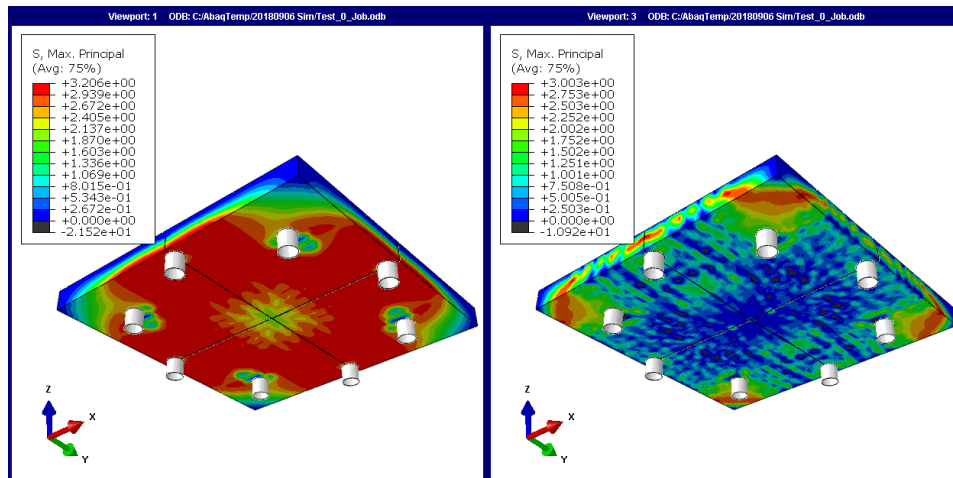 Viewport: 1 ODB: C:/AbaqTemp/20180906 Sim/Test_0_Job.odb
S, Max. Principal
(Avg: 75%)
+3.206e+00
+2.939e+00
+2.672e+00
+2.405e+00
+2.137e+00
+1.870e+00
+1.603e+00
+1.336e+00
+1.069e+00
+8.015e-01
+5.343e-01
+2.672e-01
+0.000e+00
-2.152e+01
Z
X
Y
Viewport: 3 ODB: C:/AbaqTemp/20180906 Sim/Test_0_Job.odb
S, Max. Principal
(Avg: 75%)
+3.003e+00
+2.753e+00
+2.503e+00
+2.252e+00
+2.002e+00
+1.752e+00
+1.502e+00
+1.251e+00
+1.001e+00
+7.508e-01
+5.005e-01
+2.503e-01
+0.000e+00
-1.092e+01
Z
X
Y